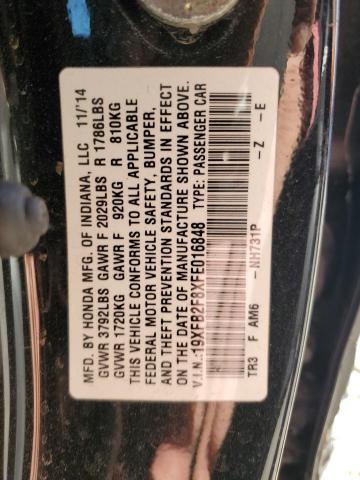 MFD. BY HONDA MFG. OF INDIANA, LLC 11/'14
GVWR 3792LBS GAWR F 2029LBS R 1786LBS
GVWR 1720KG GAWR F 920KG R 810KG
THIS VEHICLE CONFORMS TO ALL APPLICABLE
FEDERAL MOTOR VEHICLE SAFETY, BUMPER,
AND THEFT PREVENTION STANDARDS IN EFFECT
ON THE DATE OF MANUFACTURE SHOWN ABOVE.
V.I.N.:19XFB2F8XFE016848 TYPE: PASSENGER CAR
TR3 F AM6 -NH731P -Z -E